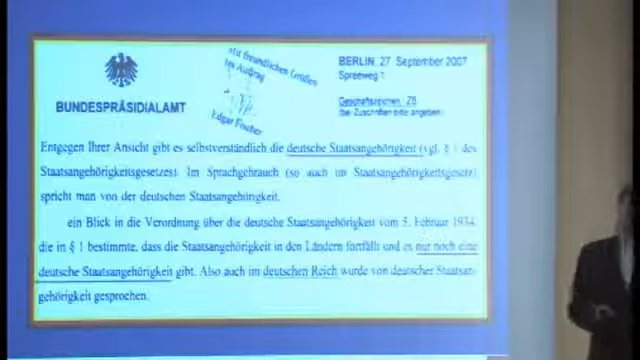 BUNDESPRÄSIDIALAMT
mit freundlichen Grüßen
Im Auftrag
Edgar Fischer
BERLIN, 27 September 2007
Spreeweg 1
Geschäftszeichen Z5
(bei Zuschriften bitte angeben)
Entgegen Ihrer Ansicht gibt es selbstverständlich die deutsche Staatsangehörigkeit (vgl. § 1 des
Staatsangehörigkeitsgesetzes). Im Sprachgebrauch (so auch im Staatsangehörigkeitsgesetz)
spricht man von der deutschen Staatsangehörigkeit.
ein Blick in die Verordnung über die deutsche Staatsangehörigkeit vom 5. Februar 1934,
die in § 1 bestimmte, dass die Staatsangehörigkeit in den Ländern fortfällt und es nur noch eine
deutsche Staatsangehörigkeit gibt. Also auch im deutschen Reich wurde von deutscher Staatsan-
gehörigkeit gesprochen.